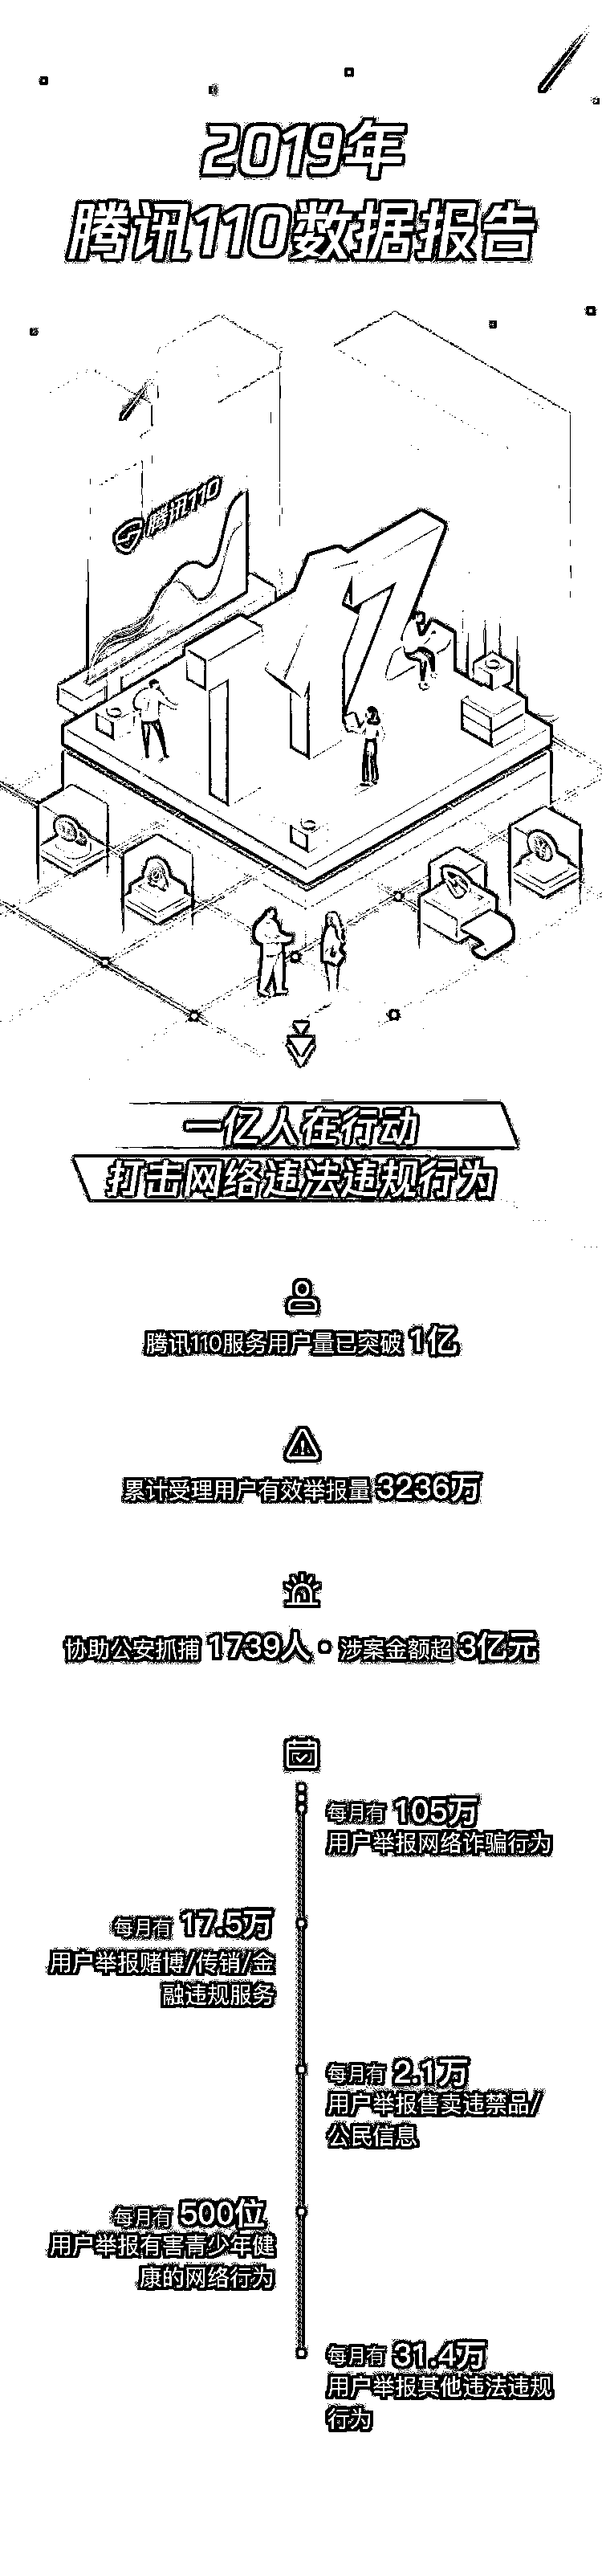 2019年
腾讯110数据报告
腾讯110
一亿人在行动
打击网络违法违规行为
腾讯110服务用户量已突破 1亿
累计受理用户有效举报量 3236万
协助公安抓捕 1739人·涉案金额超 3亿元
每月有 105万
用户举报网络诈骗行为
每月有 17.5万
用户举报赌博/传销/金
融违规服务
每月有 2.1万
用户举报售卖违禁品/
公民信息
每月有 500位
用户举报有害青少年健
康的网络行为
每月有 31.4万
用户举报其他违法违规
行为